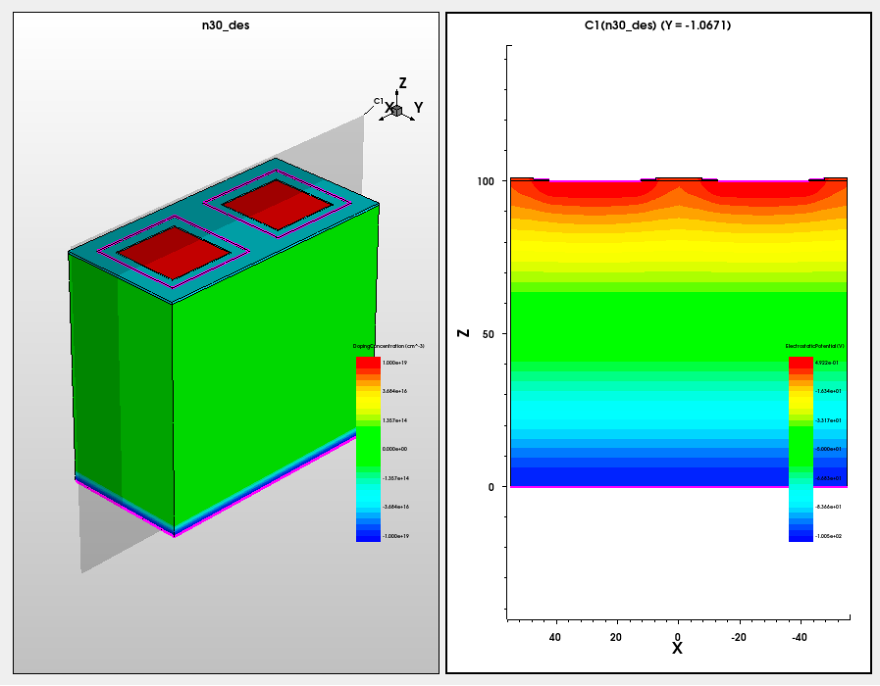 n30_des
Z
C1
X
Y
DopingConcentration (cm^-3)
1.000e+19
3.684e+16
1.357e+14
0.000e+00
-1.357e+14
-3.684e+16
-1.000e+19
C1(n30_des) (Y = -1.0671)
100
50
0
Z
ElectrostaticPotential (V)
-1.634e+01
-3.317e+01
-5.000e+01
-8.366e+01
-1.005e+02
40
20
0
-20
-40
X